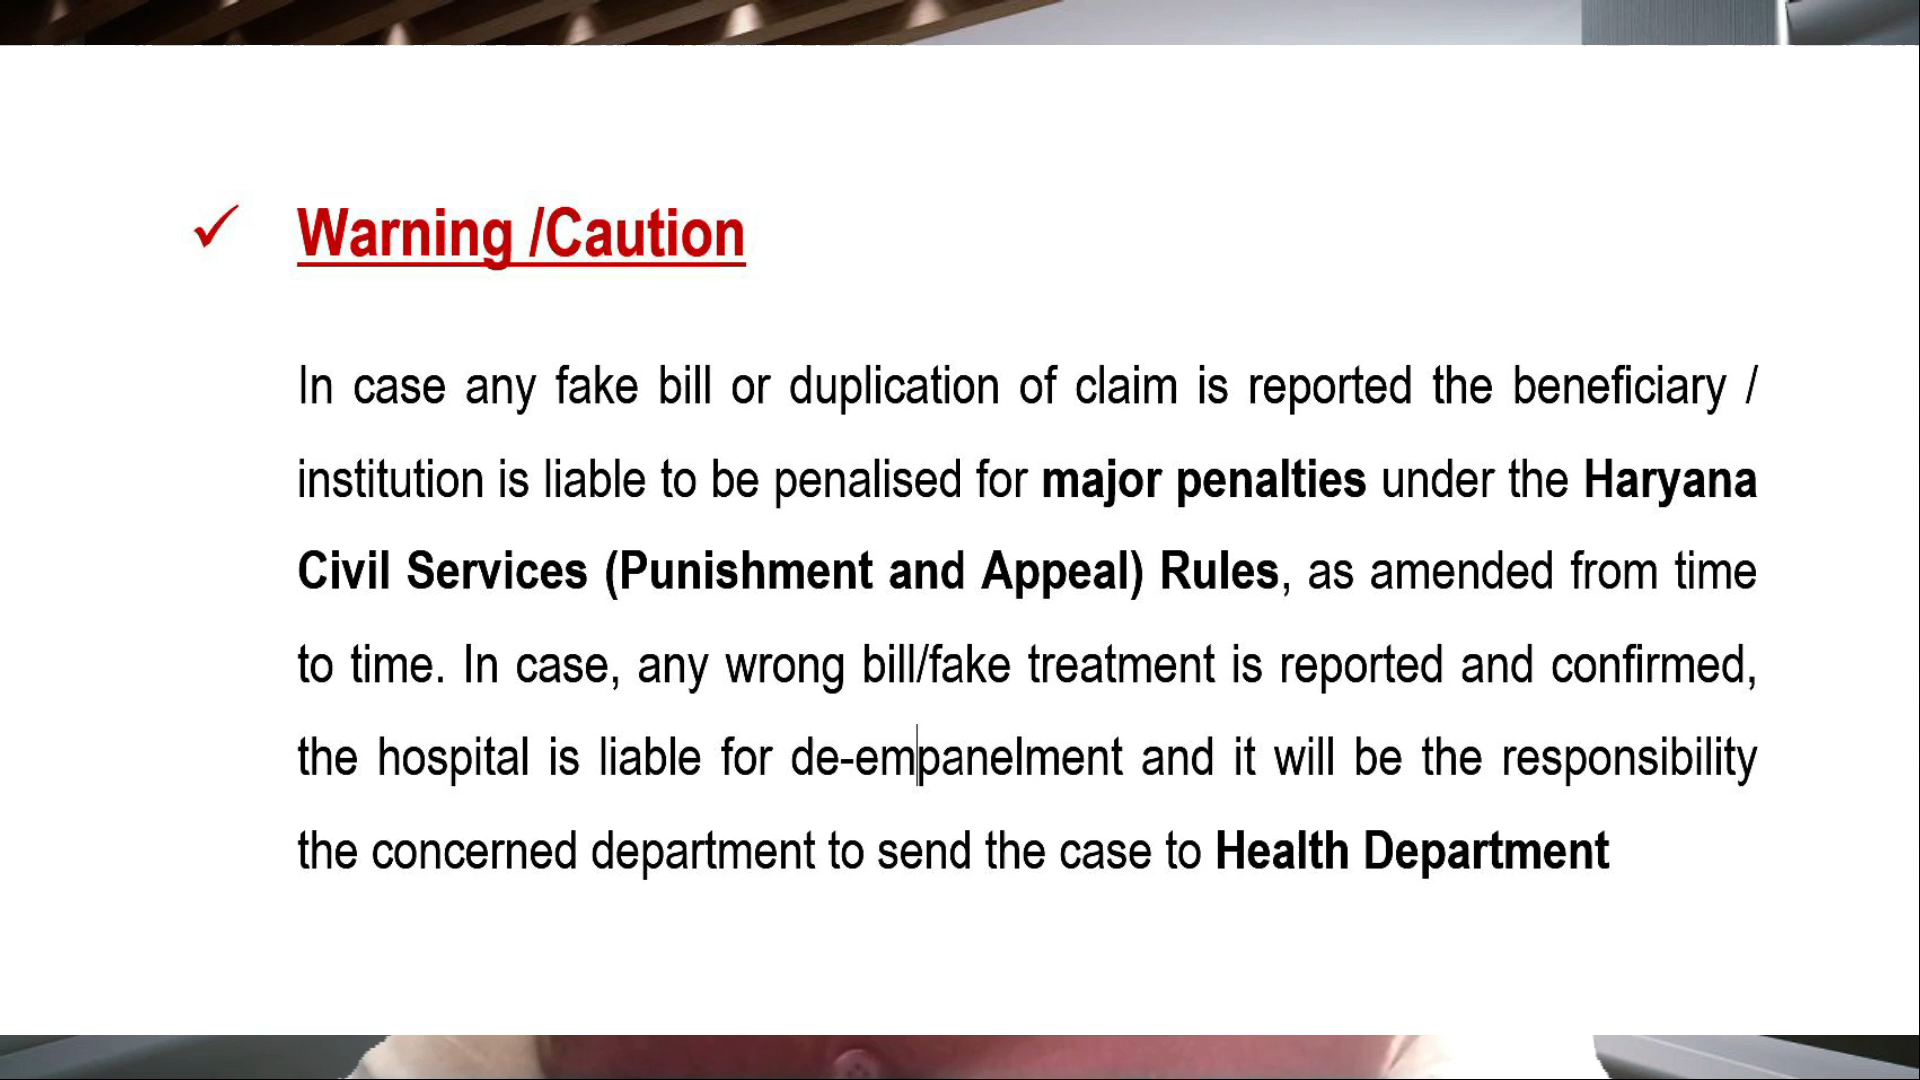 ✓ Warning /Caution
In case any fake bill or duplication of claim is reported the beneficiary /
institution is liable to be penalised for major penalties under the Haryana
Civil Services (Punishment and Appeal) Rules, as amended from time
to time. In case, any wrong bill/fake treatment is reported and confirmed,
the hospital is liable for de-empanelment and it will be the responsibility
the concerned department to send the case to Health Department